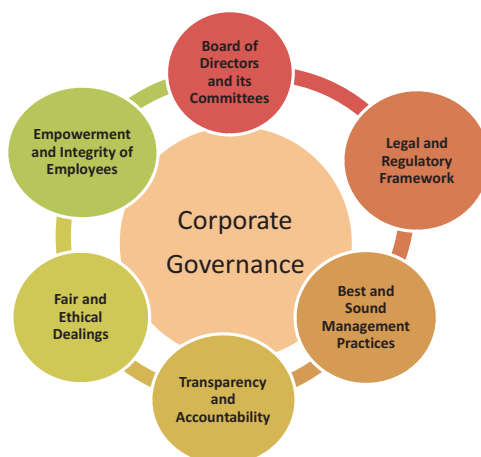 Board of
Directors
and its
Committees
Legal and
Regulatory
Framework
Best and
Sound
Management
Practices
Transparency
and
Accountability
Fair and
Ethical
Dealings
Empowerment
and Integrity of
Employees
Corporate
Governance